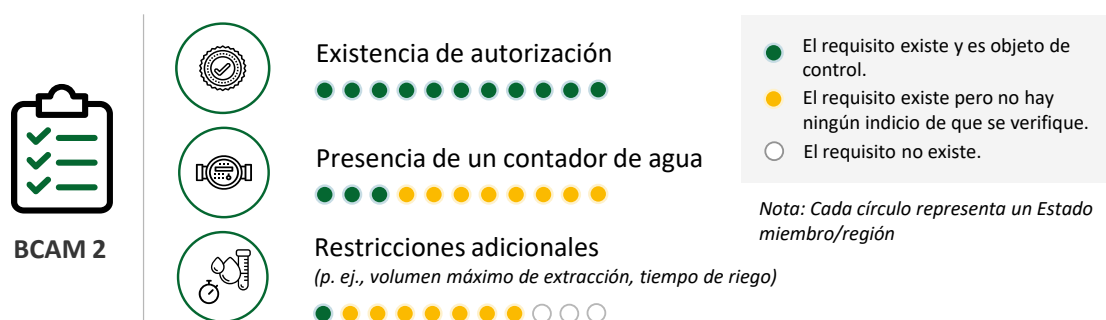 BCAM 2
Existencia de autorización
Presencia de un contador de agua
Restricciones adicionales
(p. ej., volumen máximo de extracción, tiempo de riego)
El requisito existe y es objeto de
control.
El requisito existe pero no hay
ningún indicio de que se verifique.
El requisito no existe.
Nota: Cada círculo representa un Estado
miembro/región